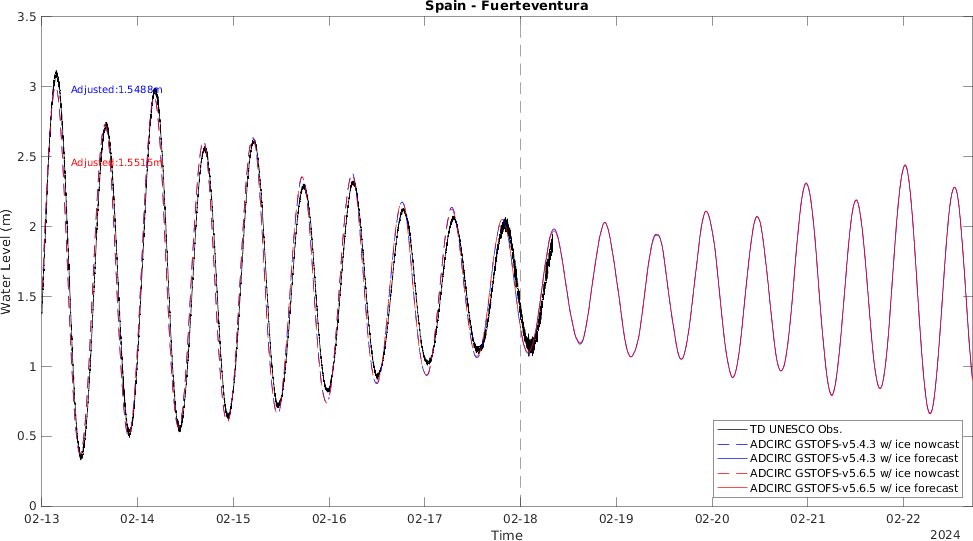 Spain - Fuerteventura
3.5
3
2.5
2
1.5
1
0.5
0
Water Level (m)
Adjusted:1.5488m
Adjusted:1.5515m
TD UNESCO Obs.
ADCIRC GSTOFS-v5.4.3 w/ ice nowcast
ADCIRC GSTOFS-v5.4.3 w/ ice forecast
ADCIRC GSTOFS-v5.6.5 w/ ice nowcast
ADCIRC GSTOFS-v5.6.5 w/ ice forecast
02-13 02-14 02-15 02-16 02-17 02-18 02-19 02-20 02-21 02-22
Time
2024